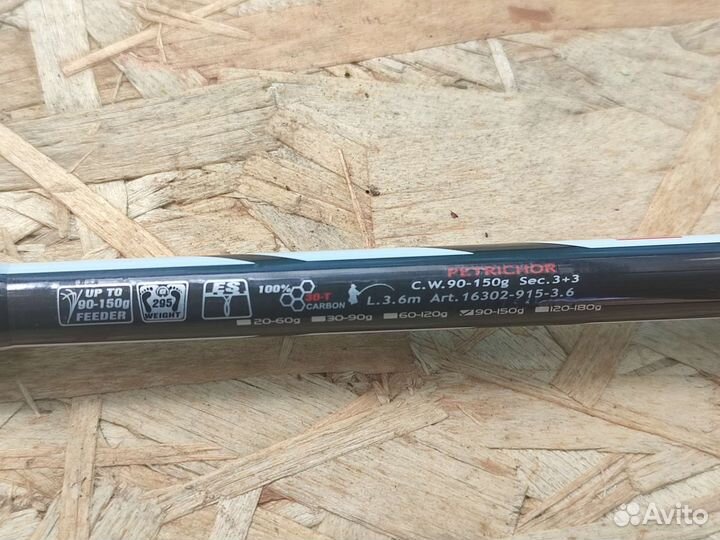 PETRICHOR
C.W.90-150g Sec.3+3
L.3.6m Art.16302-915-3.6
UP TO
90-150g
FEEDER
295
WEIGHT
FS
100%
30-T
CARBON
20-60g 30-90g 60-120g 90-150g 120-180g
Avito